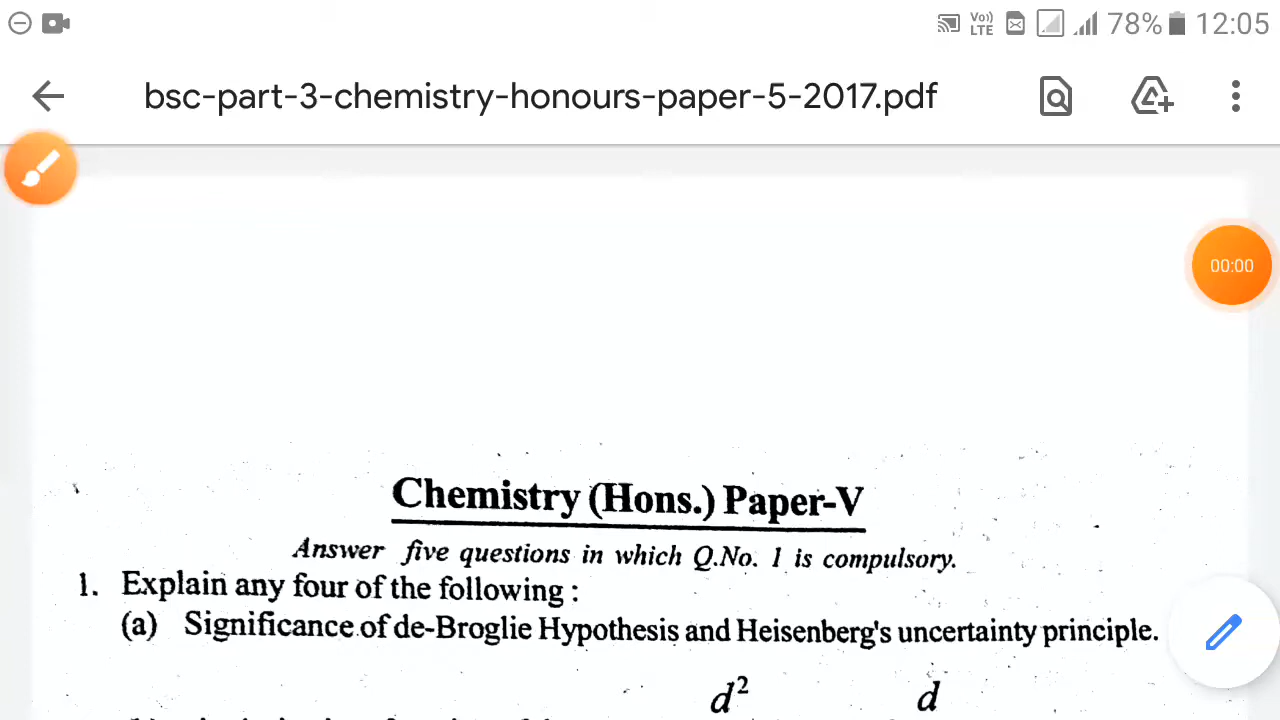 Vo)) LTE 78% 12:05
bsc-part-3-chemistry-honours-paper-5-2017.pdf
00:00
Chemistry (Hons.) Paper-V
Answer five questions in which Q.No. 1 is compulsory.
1. Explain any four of the following :
(a) Significance of de-Broglie Hypothesis and Heisenberg's uncertainty principle.
d² d